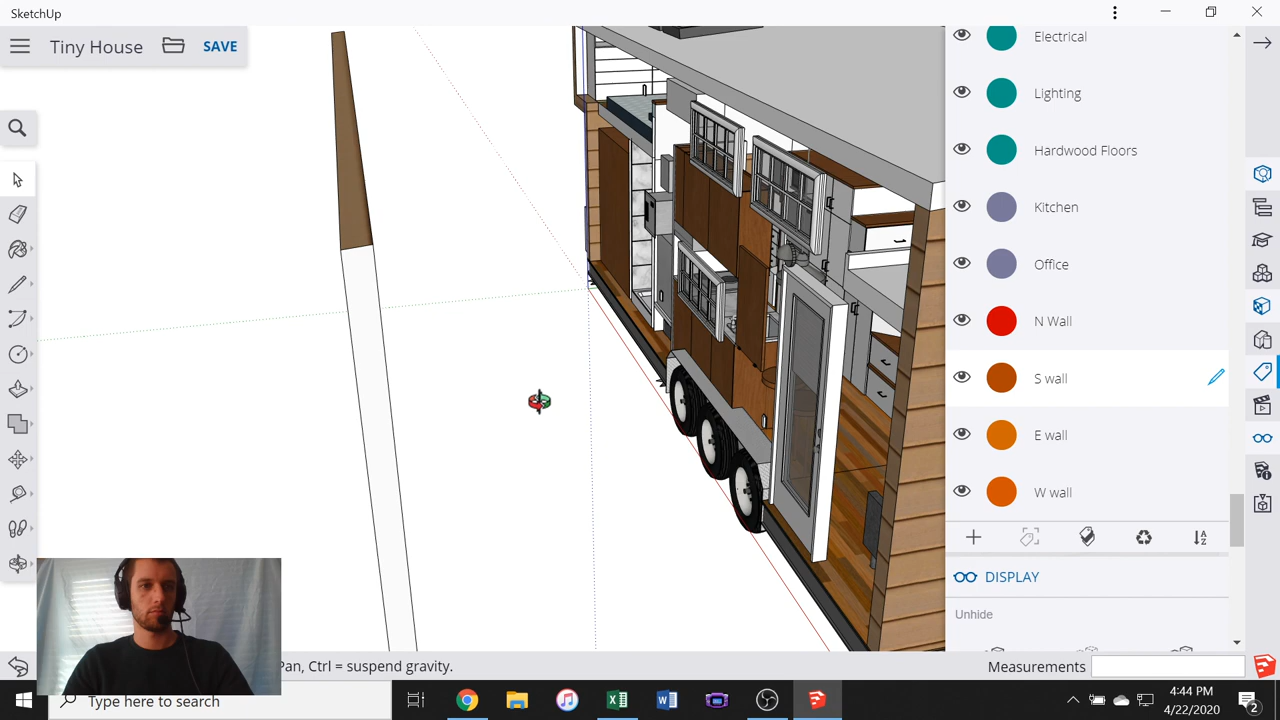 SketchUp
Tiny House
SAVE
Electrical
Lighting
Hardwood Floors
Kitchen
Office
N Wall
S wall
E wall
W wall
DISPLAY
Unhide
Pan, Ctrl = suspend gravity.
Measurements
Type here to search
4:44 PM
4/22/2020
2